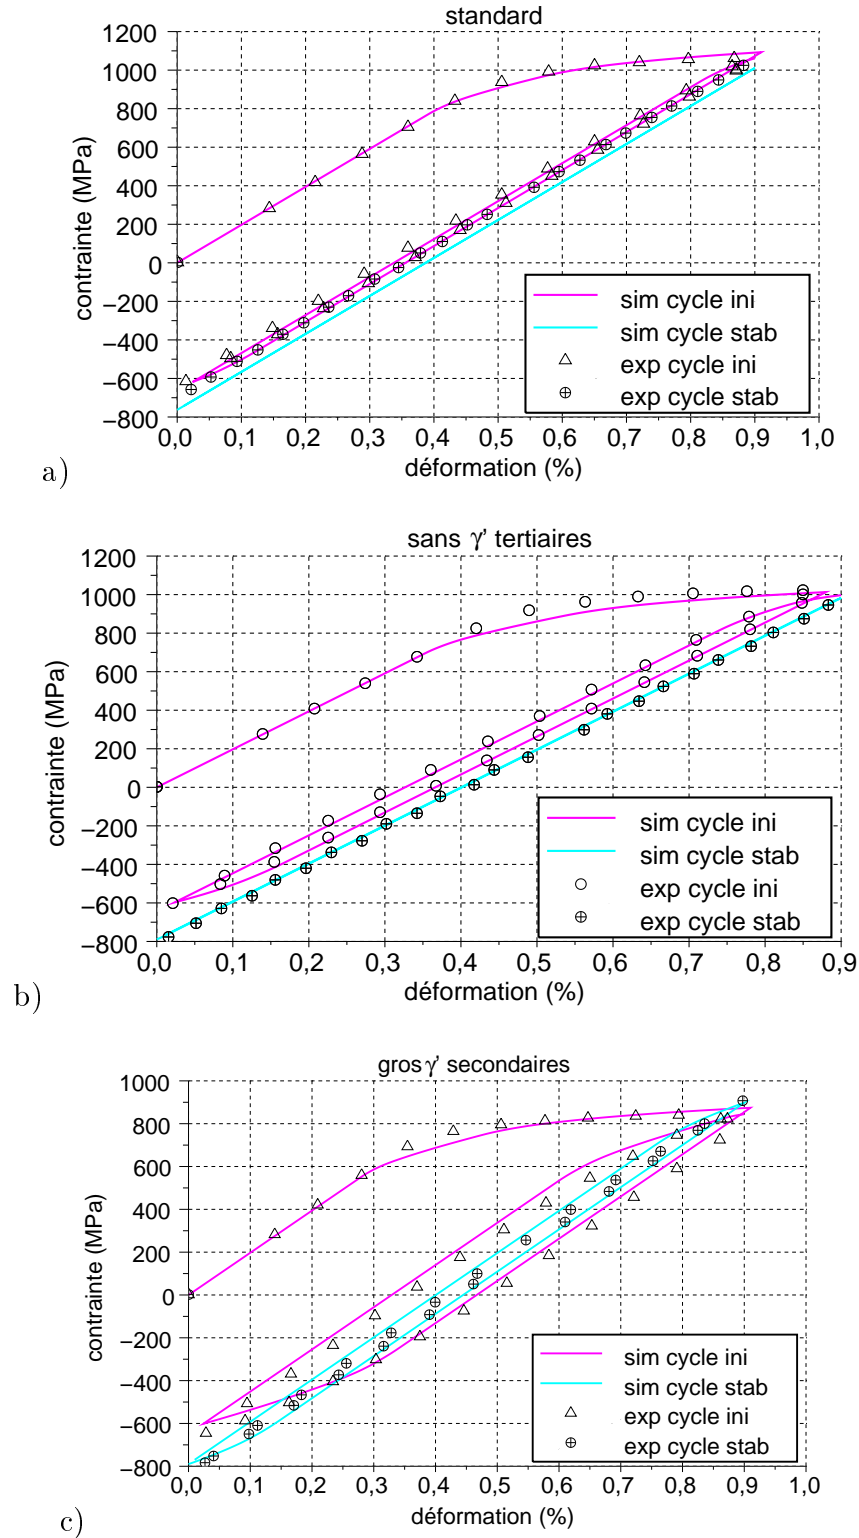 standard
1200
1000
800
600
400
200
0
−200
−400
−600
−800
contrainte (MPa)
sim cycle ini
sim cycle stab
exp cycle ini
exp cycle stab
0,0 0,1 0,2 0,3 0,4 0,5 0,6 0,7 0,8 0,9 1,0
déformation (%)
a)
sans γ' tertiaires
1200
1000
800
600
400
200
0
−200
−400
−600
−800
contrainte (MPa)
sim cycle ini
sim cycle stab
exp cycle ini
exp cycle stab
0,0 0,1 0,2 0,3 0,4 0,5 0,6 0,7 0,8 0,9
déformation (%)
b)
gros γ' secondaires
1000
800
600
400
200
0
−200
−400
−600
−800
contrainte (MPa)
sim cycle ini
sim cycle stab
exp cycle ini
exp cycle stab
0,0 0,1 0,2 0,3 0,4 0,5 0,6 0,7 0,8 0,9 1,0
déformation (%)
c)